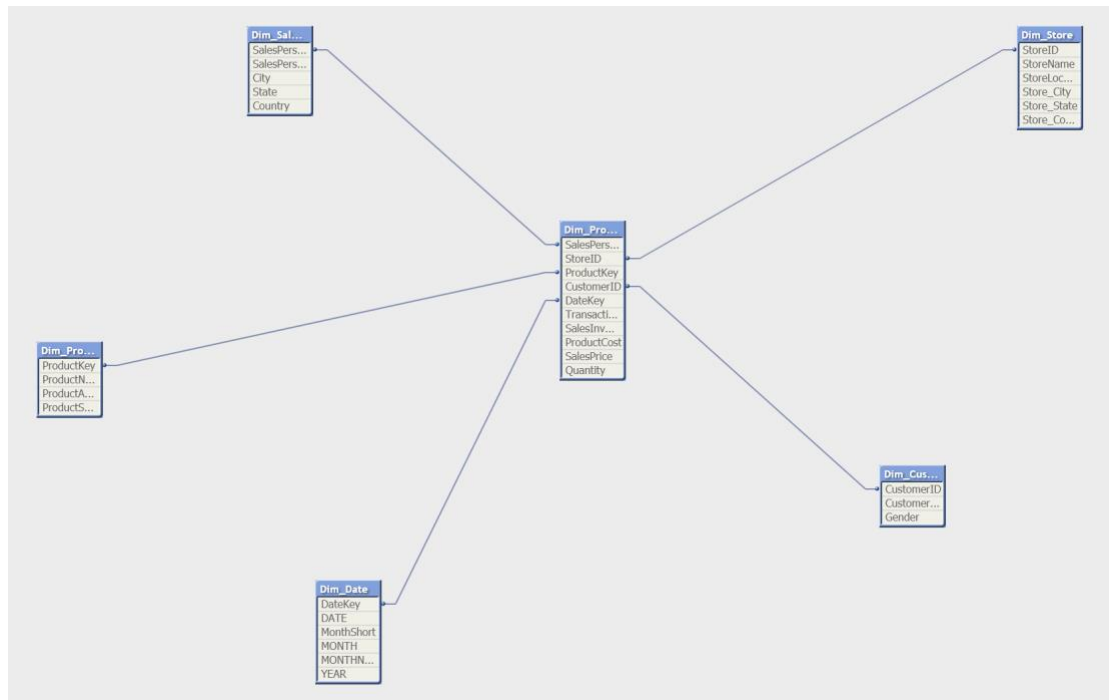 Dim_Sal...
SalesPers...
SalesPers...
City
State
Country
Dim_Store
StoreID
StoreName
StoreLoc...
Store_City
Store_State
Store_Co...
Dim_Pro...
SalesPers...
StoreID
ProductKey
CustomerID
DateKey
Transacti...
SalesInv...
ProductCost
SalesPrice
Quantity
Dim_Pro...
ProductKey
ProductN...
ProductA...
ProductS...
Dim_Cus...
CustomerID
Customer...
Gender
Dim_Date
DateKey
DATE
MonthShort
MONTH
MONTHN...
YEAR